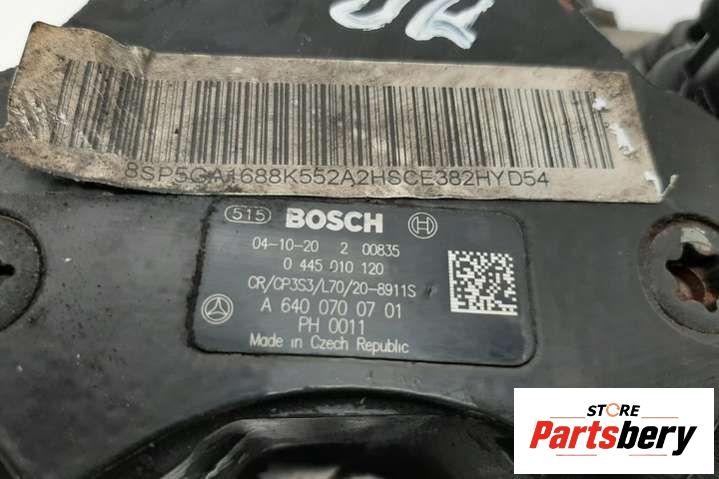 8SP5GA1688K552A2HSCE382HYD54
515 BOSCH
04-10-20 2 00835
0 445 010 120
CR/CP3S3/L70/20-8911S
A 640 070 07 01
PH 0011
Made in Czech Republic
STORE
Partsbery